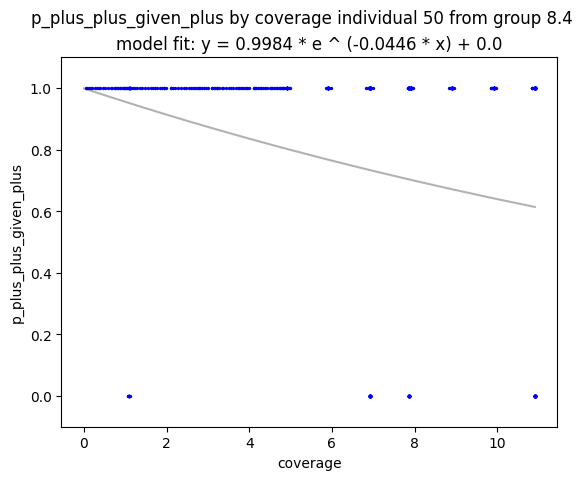 p_plus_plus_given_plus by coverage individual 50 from group 8.4
model fit: y = 0.9984 * e ^ (-0.0446 * x) + 0.0
1.0
0.8
0.6
0.4
0.2
0.0
p_plus_plus_given_plus
0 2 4 6 8 10
coverage